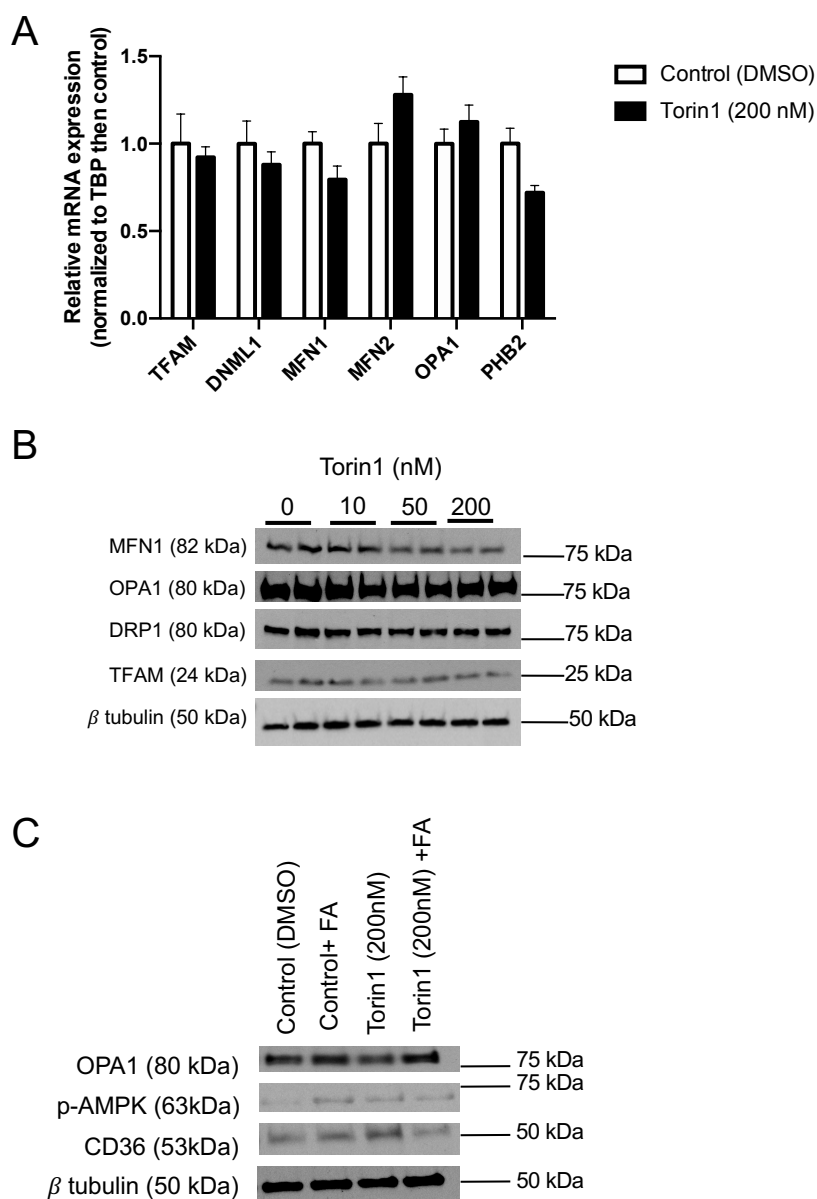 A
Relative mRNA expression
(normalized to TBP then control)
1.5
1.0
0.5
0.0
TFAM
DNML1
MFN1
MFN2
OPA1
PHB2
Control (DMSO)
Torin1 (200 nM)
B
Torin1 (nM)
0 10 50 200
MFN1 (82 kDa) 75 kDa
OPA1 (80 kDa) 75 kDa
DRP1 (80 kDa) 75 kDa
TFAM (24 kDa) 25 kDa
β tubulin (50 kDa) 50 kDa
C
Control (DMSO)
Control+ FA
Torin1 (200nM)
Torin1 (200nM) +FA
OPA1 (80 kDa) 75 kDa
75 kDa
p-AMPK (63kDa)
CD36 (53kDa) 50 kDa
β tubulin (50 kDa) 50 kDa